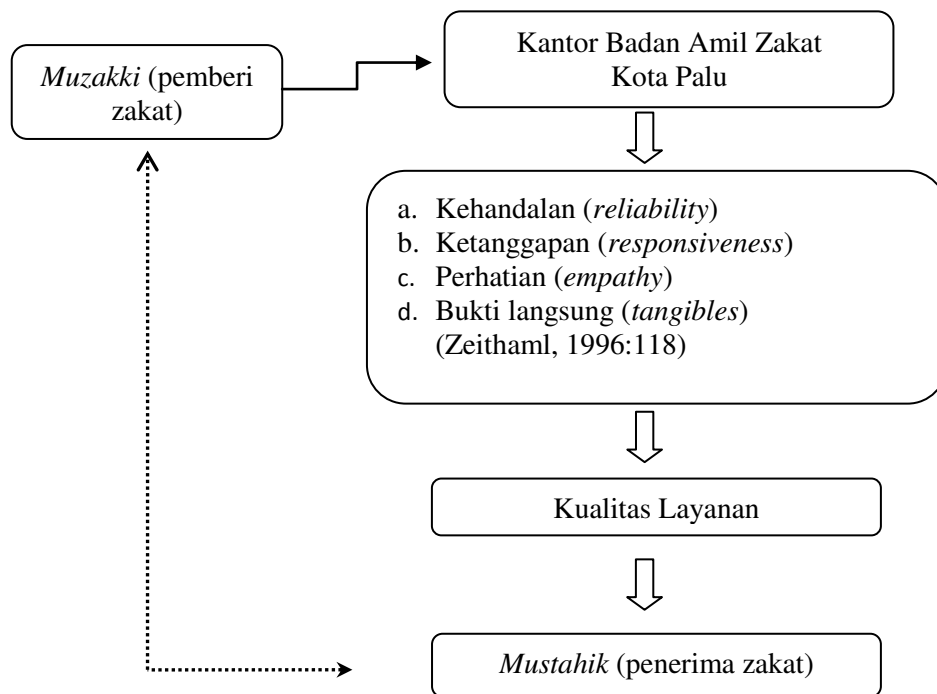 Muzakki (pemberi
zakat)
Kantor Badan Amil Zakat
Kota Palu
a. Kehandalan (reliability)
b. Ketanggapan (responsiveness)
c. Perhatian (empathy)
d. Bukti langsung (tangibles)
(Zeithaml, 1996:118)
Kualitas Layanan
Mustahik (penerima zakat)